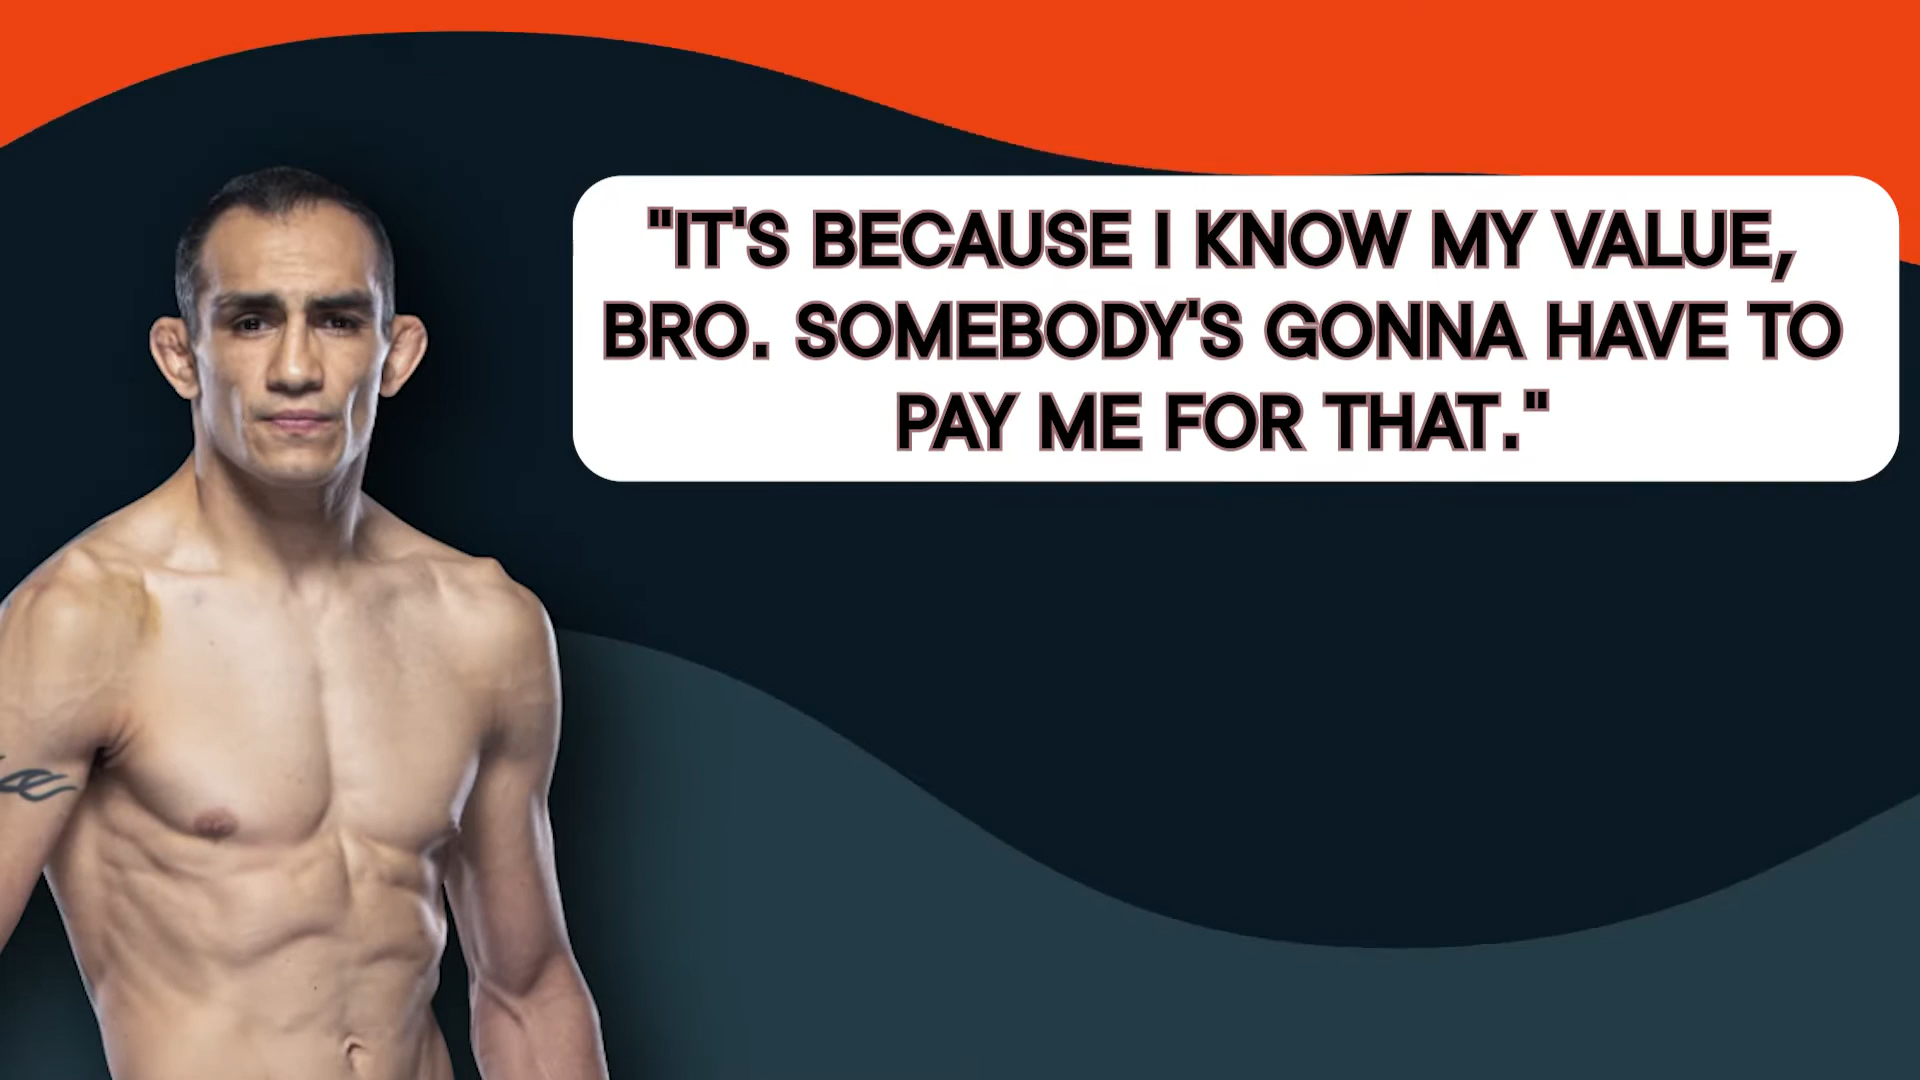 "IT'S BECAUSE I KNOW MY VALUE,
BRO. SOMEBODY'S GONNA HAVE TO
PAY ME FOR THAT."